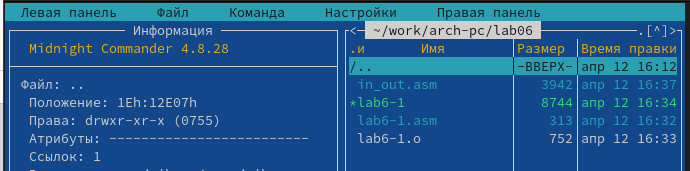 Левая панель Файл Команда Настройки Правая панель
Информация
Midnight Commander 4.8.28
Файл: ..
Положение: 1Eh:12E07h
Права: drwxr-xr-x (0755)
Атрибуты: -------------------------
Ссылок: 1
<- ~/work/arch-pc/lab06 .[^]>
.и Имя Размер Время правки
/.. -ВВЕРХ- апр 12 16:12
in_out.asm 3942 апр 12 16:37
*lab6-1 8744 апр 12 16:34
lab6-1.asm 313 апр 12 16:32
lab6-1.o 752 апр 12 16:33